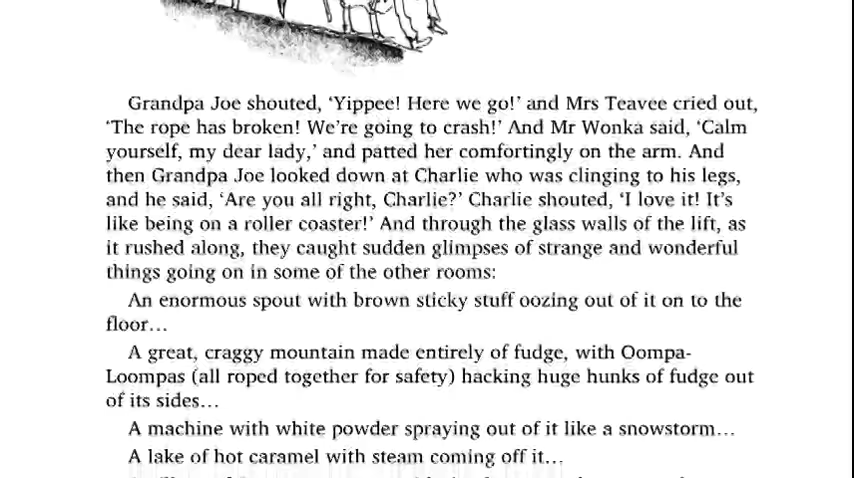 Grandpa Joe shouted, ‘Yippee! Here we go!’ and Mrs Teavee cried out,
‘The rope has broken! We’re going to crash!’ And Mr Wonka said, ‘Calm
yourself, my dear lady,’ and patted her comfortingly on the arm. And
then Grandpa Joe looked down at Charlie who was clinging to his legs,
and he said, ‘Are you all right, Charlie?’ Charlie shouted, ‘I love it! It’s
like being on a roller coaster!’ And through the glass walls of the lift, as
it rushed along, they caught sudden glimpses of strange and wonderful
things going on in some of the other rooms:
An enormous spout with brown sticky stuff oozing out of it on to the
floor…
A great, craggy mountain made entirely of fudge, with Oompa-
Loompas (all roped together for safety) hacking huge hunks of fudge out
of its sides…
A machine with white powder spraying out of it like a snowstorm…
A lake of hot caramel with steam coming off it…